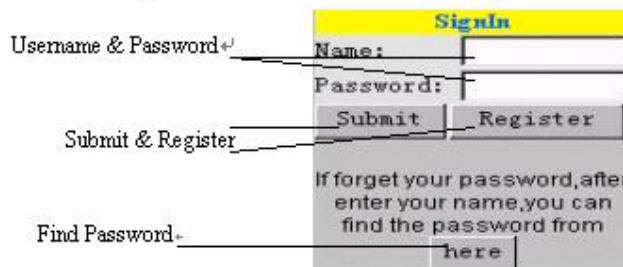 SignIn
Username & Password
Name:
Password:
Submit Register
Submit & Register
If forget your password,after
enter your name,you can
find the password from
Find Password
here